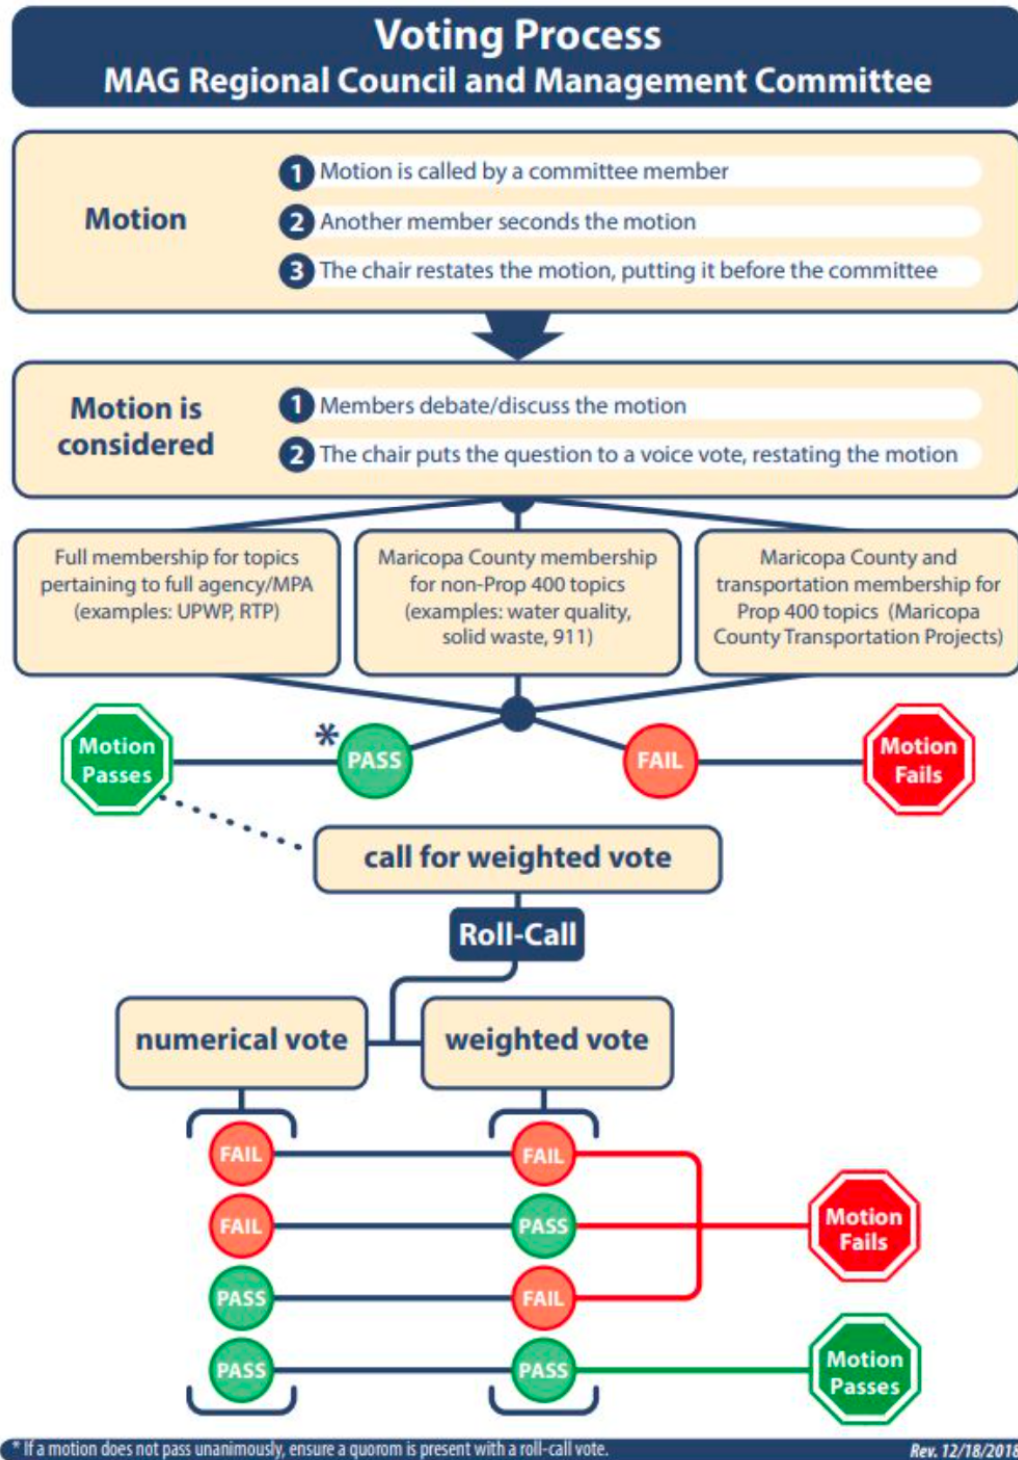 Voting Process
MAG Regional Council and Management Committee
Motion
1 Motion is called by a committee member
2 Another member seconds the motion
3 The chair restates the motion, putting it before the committee
Motion is
considered
1 Members debate/discuss the motion
2 The chair puts the question to a voice vote, restating the motion
Full membership for topics
pertaining to full agency/MPA
(examples: UPWP, RTP)
Maricopa County membership
for non-Prop 400 topics
(examples: water quality,
solid waste, 911)
Maricopa County and
transportation membership for
Prop 400 topics (Maricopa
County Transportation Projects)
Motion
Passes
* PASS
FAIL
Motion
Fails
call for weighted vote
Roll-Call
numerical vote
weighted vote
FAIL FAIL
FAIL PASS
PASS FAIL
PASS PASS
Motion
Fails
Motion
Passes
* If a motion does not pass unanimously, ensure a quorom is present with a roll-call vote.
Rev. 12/18/2018